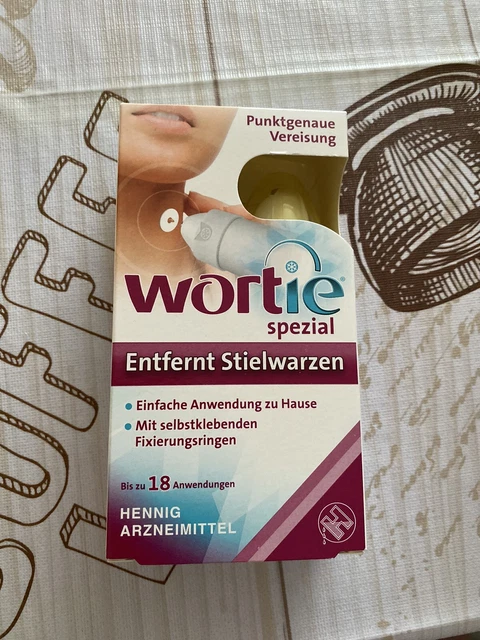 Punktgenaue
Vereisung
wortie
spezial
Entfernt Stielwarzen
• Einfache Anwendung zu Hause
• Mit selbstklebenden
Fixierungsringen
Bis zu 18 Anwendungen
HENNIG
ARZNEIMITTEL
COFFEE